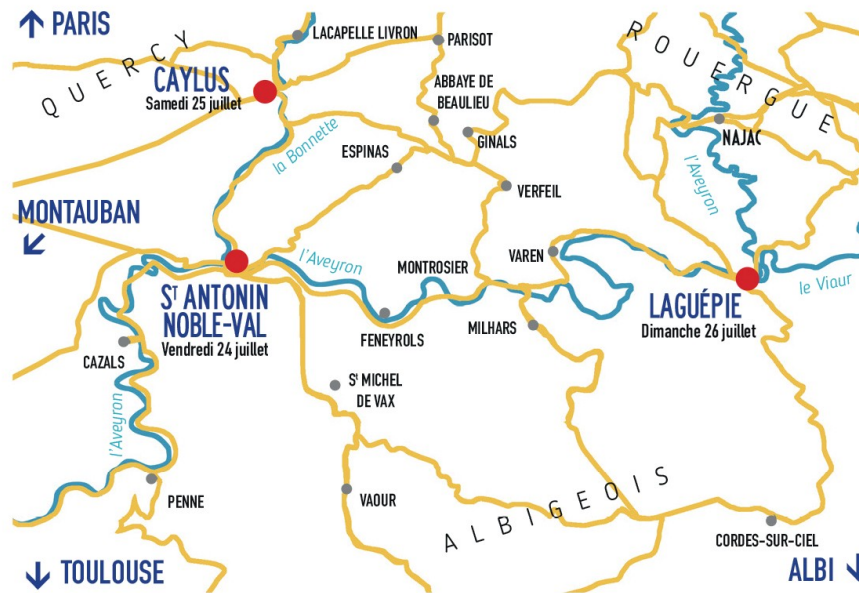 PARIS
LACAPELLE LIVRON
PARISOT
ROUERGUE
QUERCY
CAYLUS
Samedi 25 juillet
ABBAYE DE
BEAULIEU
GINALS
NAJAC
la Bonnette
ESPINAS
l'Aveyron
VERFEIL
MONTAUBAN
l'Aveyron
MONTROSIER
VAREN
le Viaur
ST ANTONIN
NOBLE-VAL
Vendredi 24 juillet
LAGUÉPIE
Dimanche 26 juillet
FENEYROLS
MILHARS
CAZALS
ST MICHEL
DE VAX
l'Aveyron
PENNE
VAOUR
ALBIGEOIS
CORDES-SUR-CIEL
TOULOUSE
ALBI